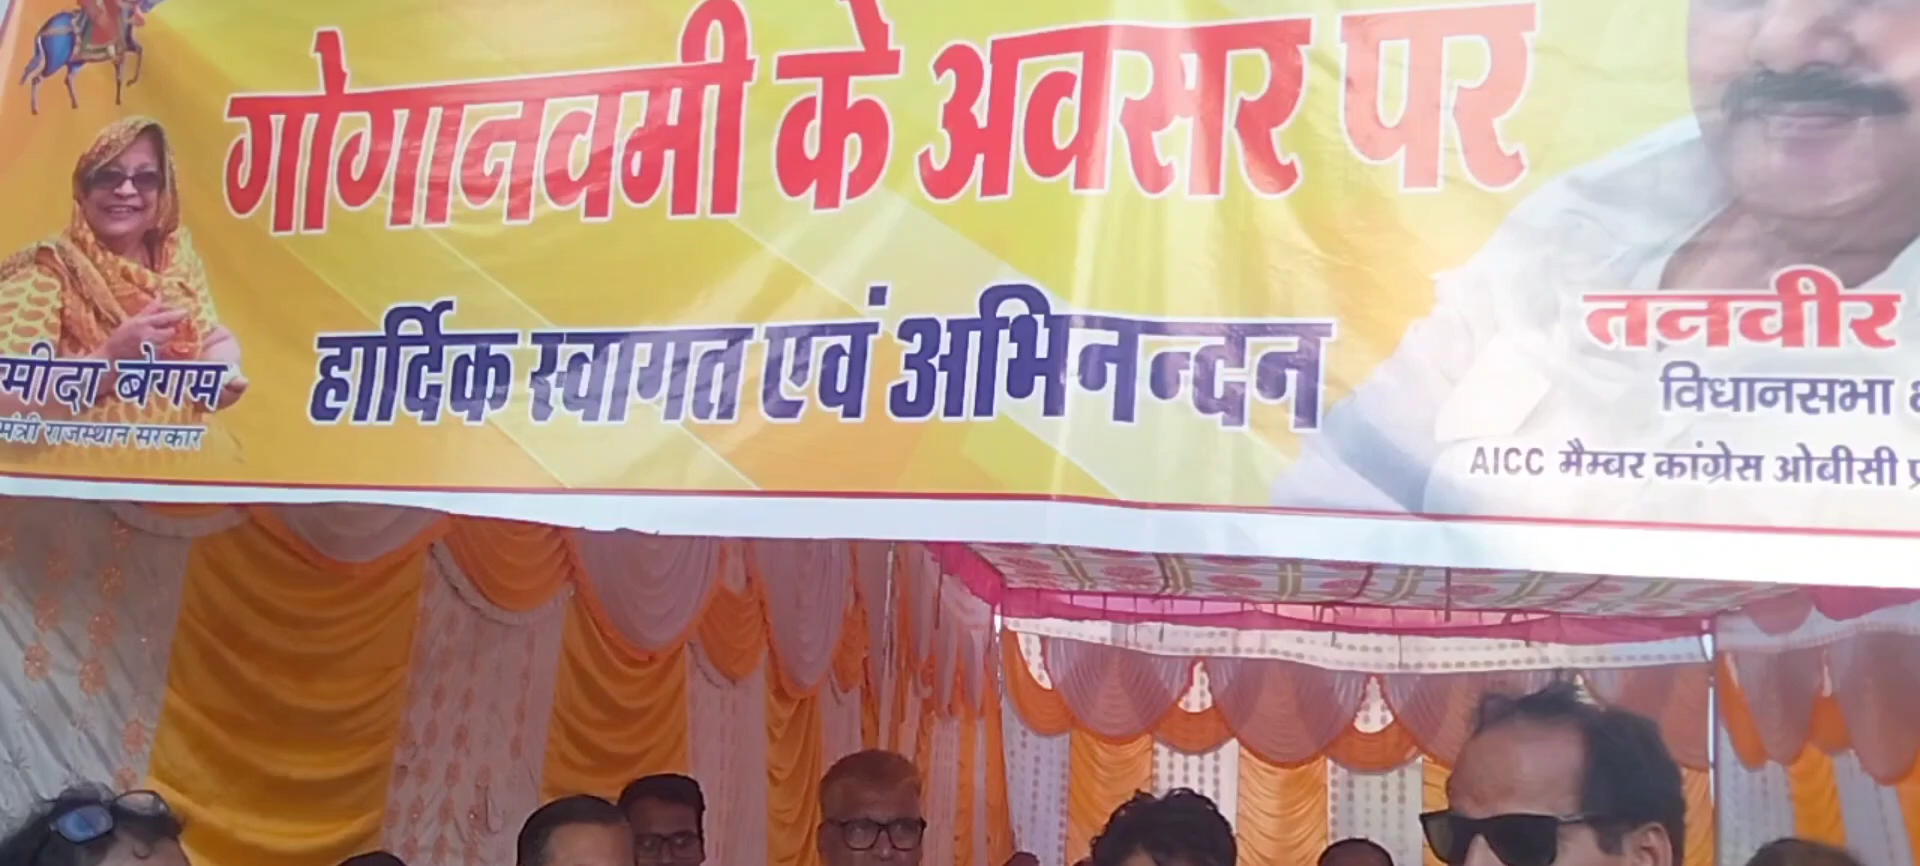 गोगानवमी के अवसर पर
हार्दिक स्वागत एवं अभिनन्दन
मीदा बेगम
मंत्री राजस्थान सरकार
तनवीर
विधानसभा
AICC मैम्बर कांग्रेस ओबीसी